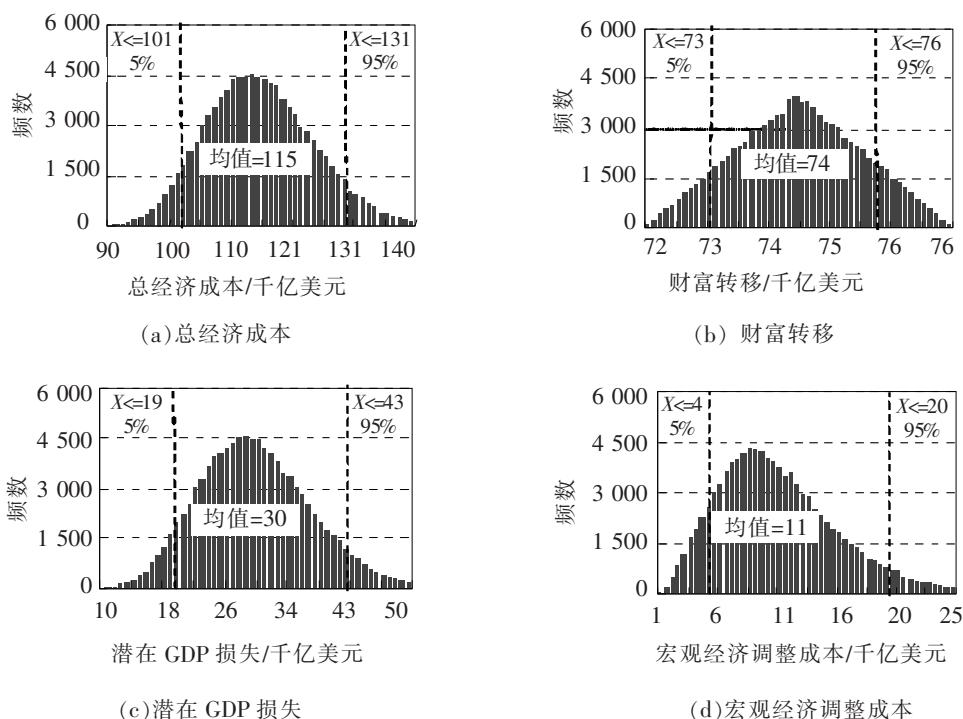 6 000
X<=101
5%
X<=131
95%
4 500
频数
3 000
均值=115
1 500
0
90 100 110 121 131 140
总经济成本/千亿美元
(a)总经济成本
6 000
X<=73
5%
X<=76
95%
4 500
频数
3 000
均值=74
1 500
0
72 73 74 75 76 76
财富转移/千亿美元
(b) 财富转移
6 000
X<=19
5%
X<=43
95%
4 500
频数
3 000
均值=30
1 500
0
10 18 26 34 43 50
潜在 GDP 损失/千亿美元
(c)潜在 GDP 损失
6 000
X<=4
5%
X<=20
95%
4 500
频数
3 000
均值=11
1 500
0
1 6 11 16 20 25
宏观经济调整成本/千亿美元
(d)宏观经济调整成本